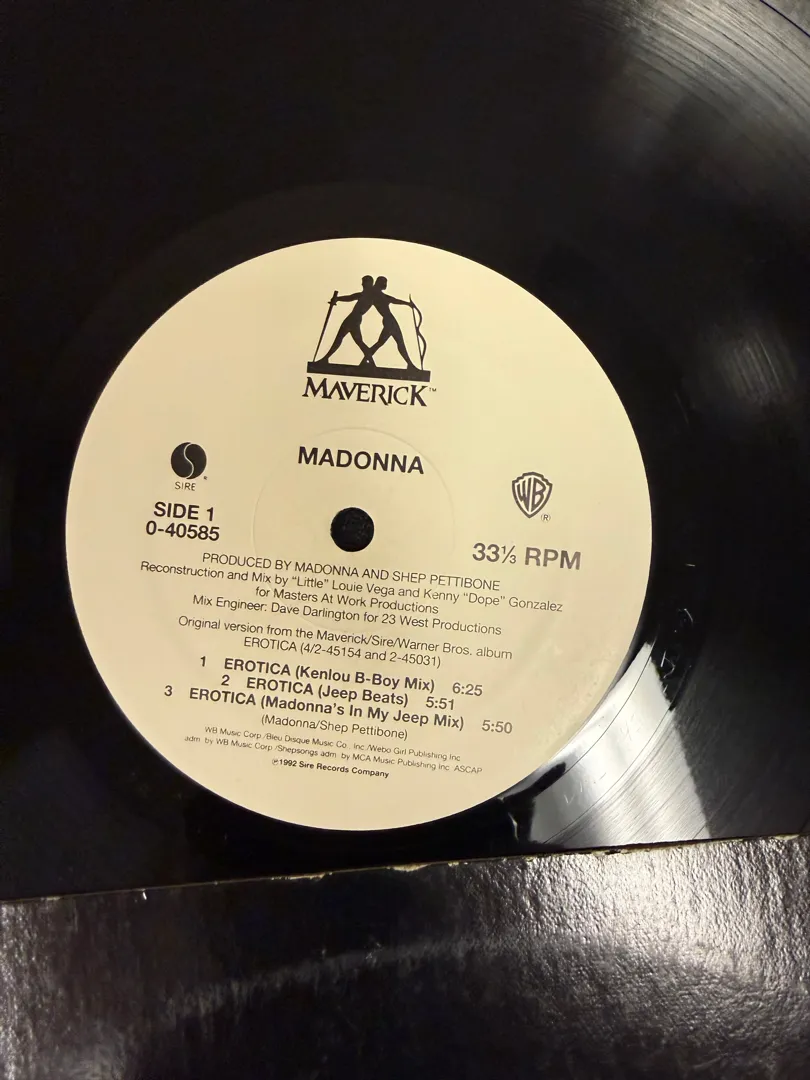 MAVERICK™
MADONNA
SIRE®
WB®
SIDE 1
0-40585
33⅓ RPM
PRODUCED BY MADONNA AND SHEP PETTIBONE
Reconstruction and Mix by "Little" Louie Vega and Kenny "Dope" Gonzalez
for Masters At Work Productions
Mix Engineer: Dave Darlington for 23 West Productions
Original version from the Maverick/Sire/Warner Bros. album
EROTICA (4/2-45154 and 2-45031)
1 EROTICA (Kenlou B-Boy Mix) 6:25
2 EROTICA (Jeep Beats) 5:51
3 EROTICA (Madonna's In My Jeep Mix) 5:50
(Madonna/Shep Pettibone)
WB Music Corp./Bleu Disque Music Co., Inc./Webo Girl Publishing Inc.
adm. by WB Music Corp./Shepsongs adm. by MCA Music Publishing Inc. ASCAP
℗1992 Sire Records Company